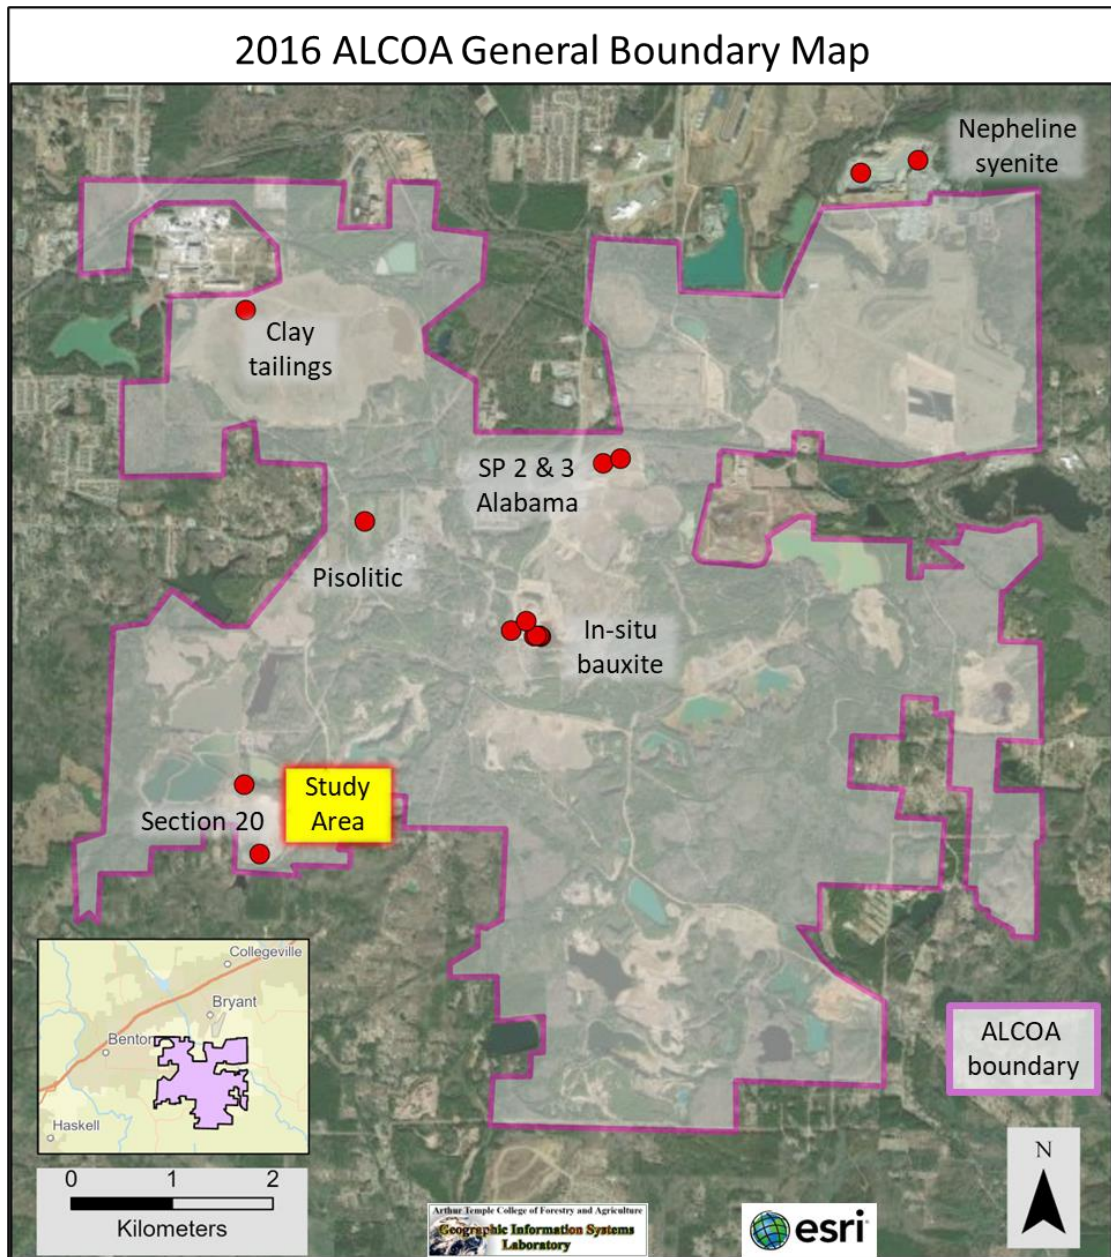 2016 ALCOA General Boundary Map
Nepheline
syenite
Clay
tailings
SP 2 & 3
Alabama
Pisolitic
In-situ
bauxite
Study
Area
Section 20
Collegeville
Bryant
Benton
Haskell
ALCOA
boundary
0 1 2
Kilometers
N
Arthur Temple College of Forestry and Agriculture
Geographic Information Systems
Laboratory
esri